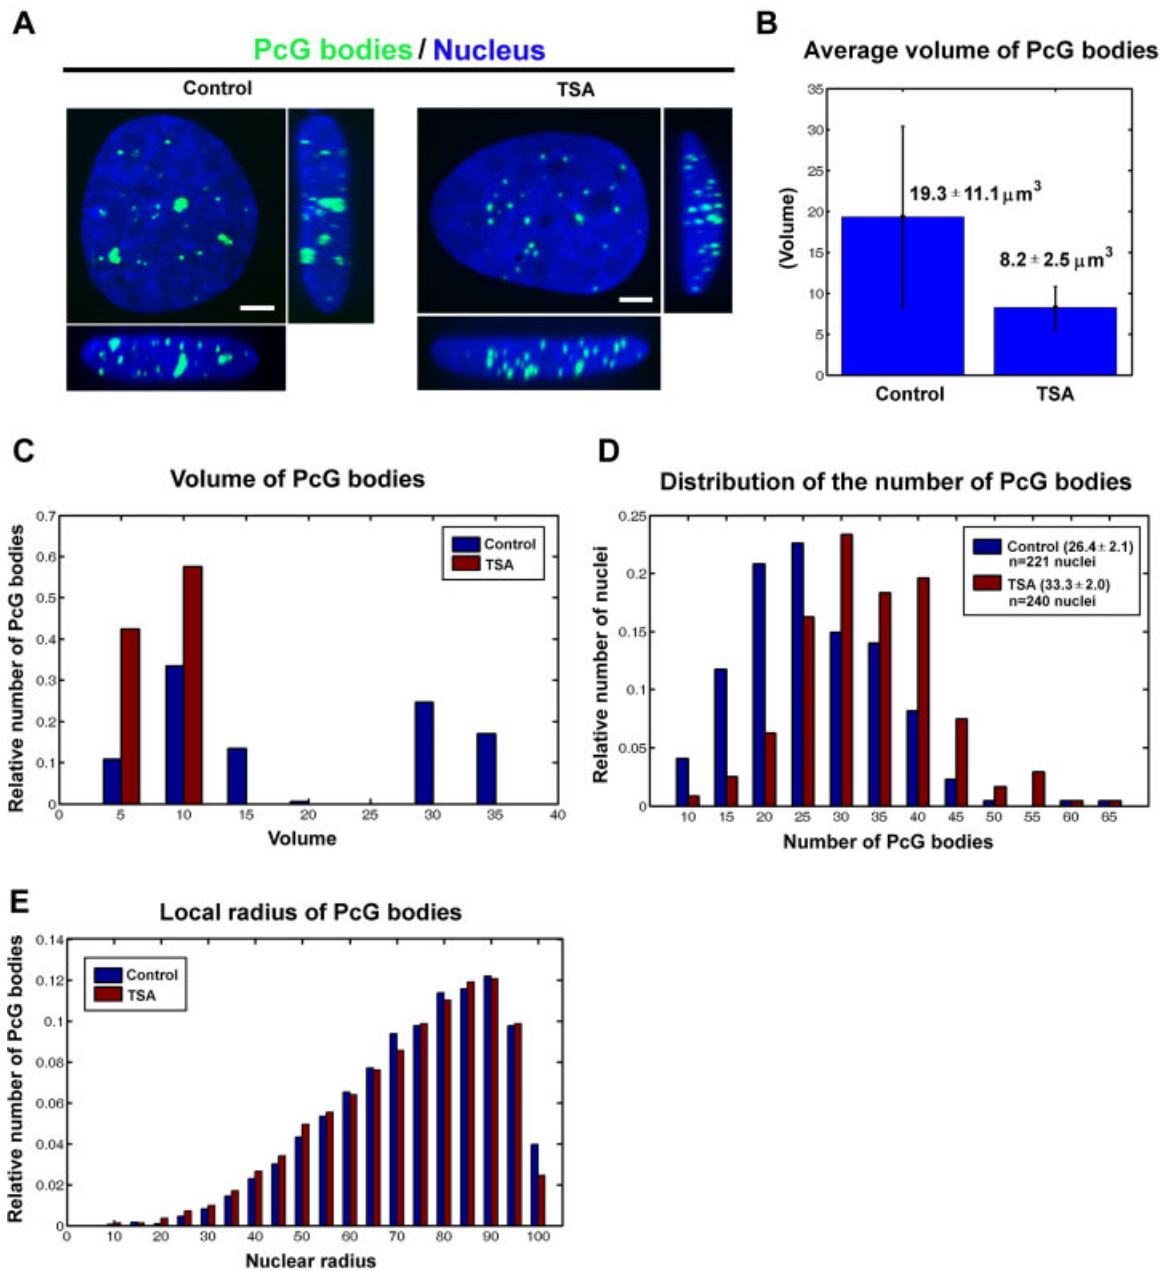 A
PcG bodies / Nucleus
Control
TSA
B
Average volume of PcG bodies
35
30
25
20
15
10
5
0
(Volume)
19.3 ± 11.1 μm³
8.2 ± 2.5 μm³
Control
TSA
C
Volume of PcG bodies
0.7
0.6
0.5
0.4
0.3
0.2
0.1
0
Relative number of PcG bodies
Control
TSA
0 5 10 15 20 25 30 35 40
Volume
D
Distribution of the number of PcG bodies
0.25
0.2
0.15
0.1
0.05
0
Relative number of nuclei
Control (26.4 ± 2.1)
n=221 nuclei
TSA (33.3 ± 2.0)
n=240 nuclei
10 15 20 25 30 35 40 45 50 55 60 65
Number of PcG bodies
E
Local radius of PcG bodies
0.14
0.12
0.1
0.08
0.06
0.04
0.02
0
Relative number of PcG bodies
Control
TSA
0 10 20 30 40 50 60 70 80 90 100
Nuclear radius